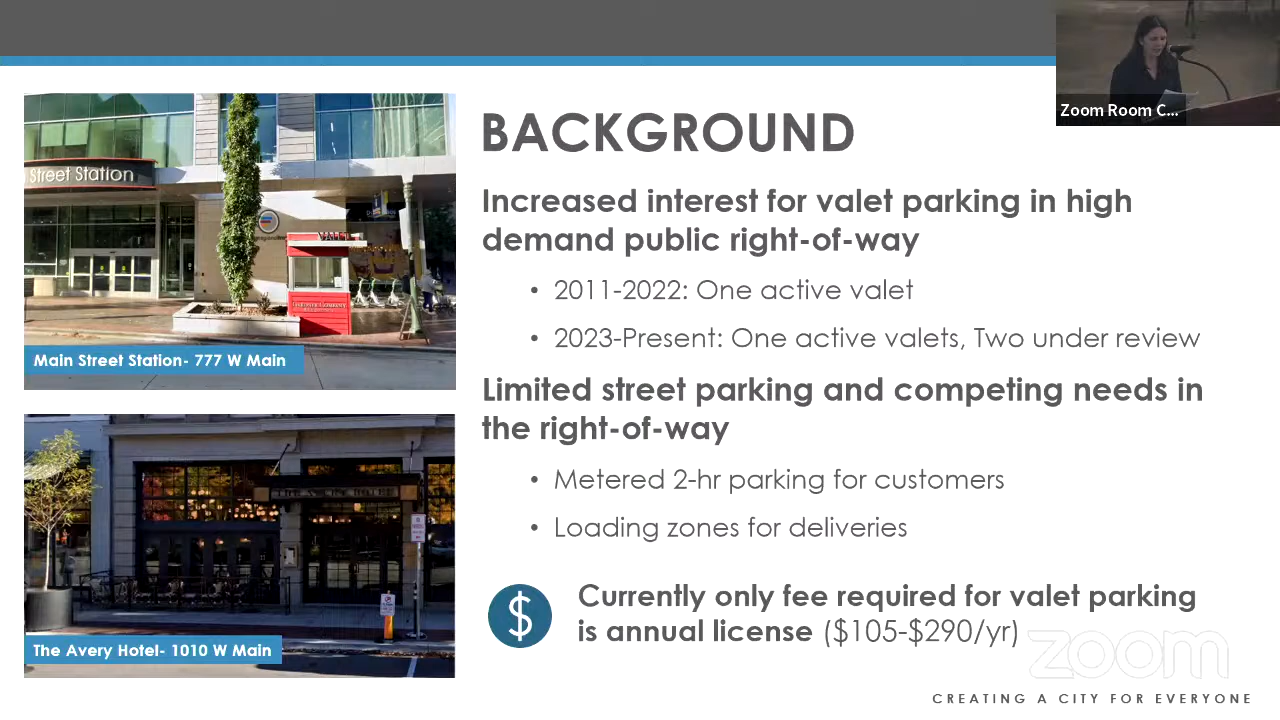 Zoom Room C...
BACKGROUND
Increased interest for valet parking in high
demand public right-of-way
• 2011-2022: One active valet
• 2023-Present: One active valets, Two under review
Limited street parking and competing needs in
the right-of-way
• Metered 2-hr parking for customers
• Loading zones for deliveries
$
Currently only fee required for valet parking
is annual license ($105-$290/yr)
Street Station
VALET
Main Street Station- 777 W Main
THE AVERY HOTEL
The Avery Hotel- 1010 W Main
zoom
CREATING A CITY FOR EVERYONE